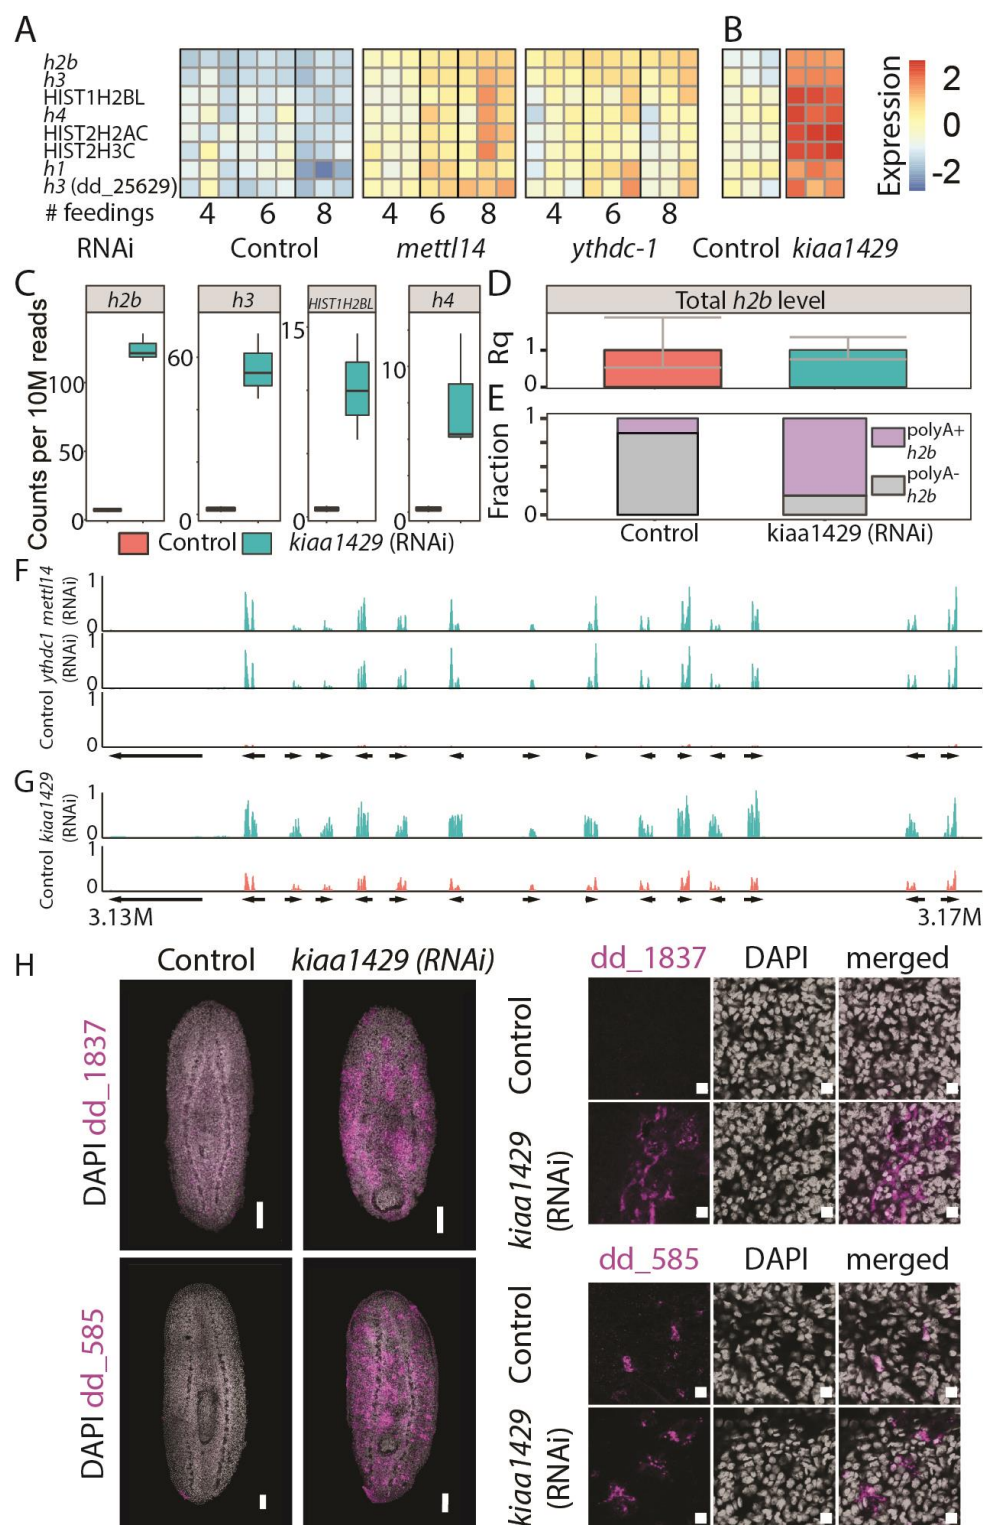 A
B
h2b
h3
HIST1H2BL
h4
HIST2H2AC
HIST2H3C
h1
h3 (dd_25629)
# feedings
4 6 8 4 6 8 4 6 8
RNAi Control mettl14 ythdc-1 Control kiaa1429
Expression
2
0
-2
C
h2b h3 HIST1H2BL h4
Counts per 10M reads
100
50
0
60
0
15
0
10
0
Control kiaa1429 (RNAi)
D
Total h2b level
Rq
1
0
E
Fraction
1
0
polyA+
h2b
polyA-
h2b
Control kiaa1429 (RNAi)
F
Control ythdc1 mettl14
(RNAi) (RNAi)
1
0
1
0
1
0
G
Control kiaa1429
(RNAi)
1
0
1
0
3.13M 3.17M
H
Control kiaa1429 (RNAi)
DAPI dd_1837
DAPI dd_585
dd_1837 DAPI merged
Control
kiaa1429
(RNAi)
dd_585 DAPI merged
Control
kiaa1429
(RNAi)